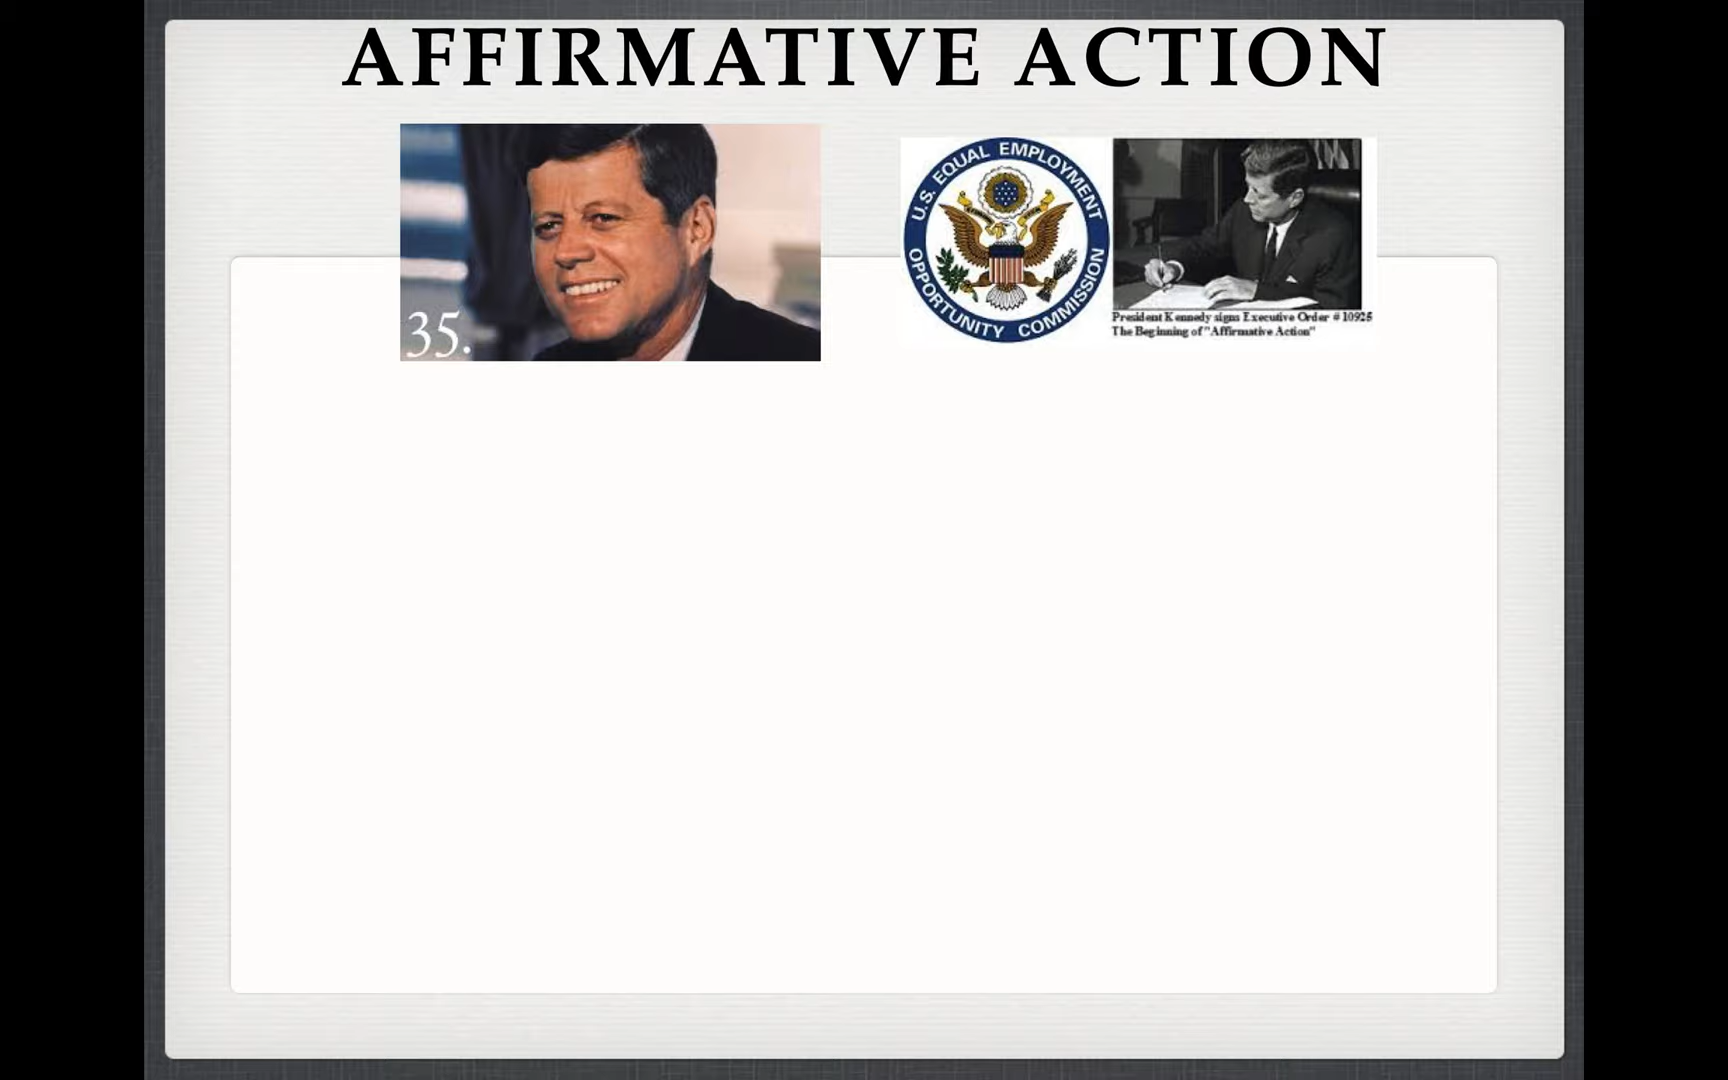 AFFIRMATIVE ACTION
35.
U.S. EQUAL EMPLOYMENT
OPPORTUNITY COMMISSION
President Kennedy signs Executive Order # 10925
The Beginning of "Affirmative Action"